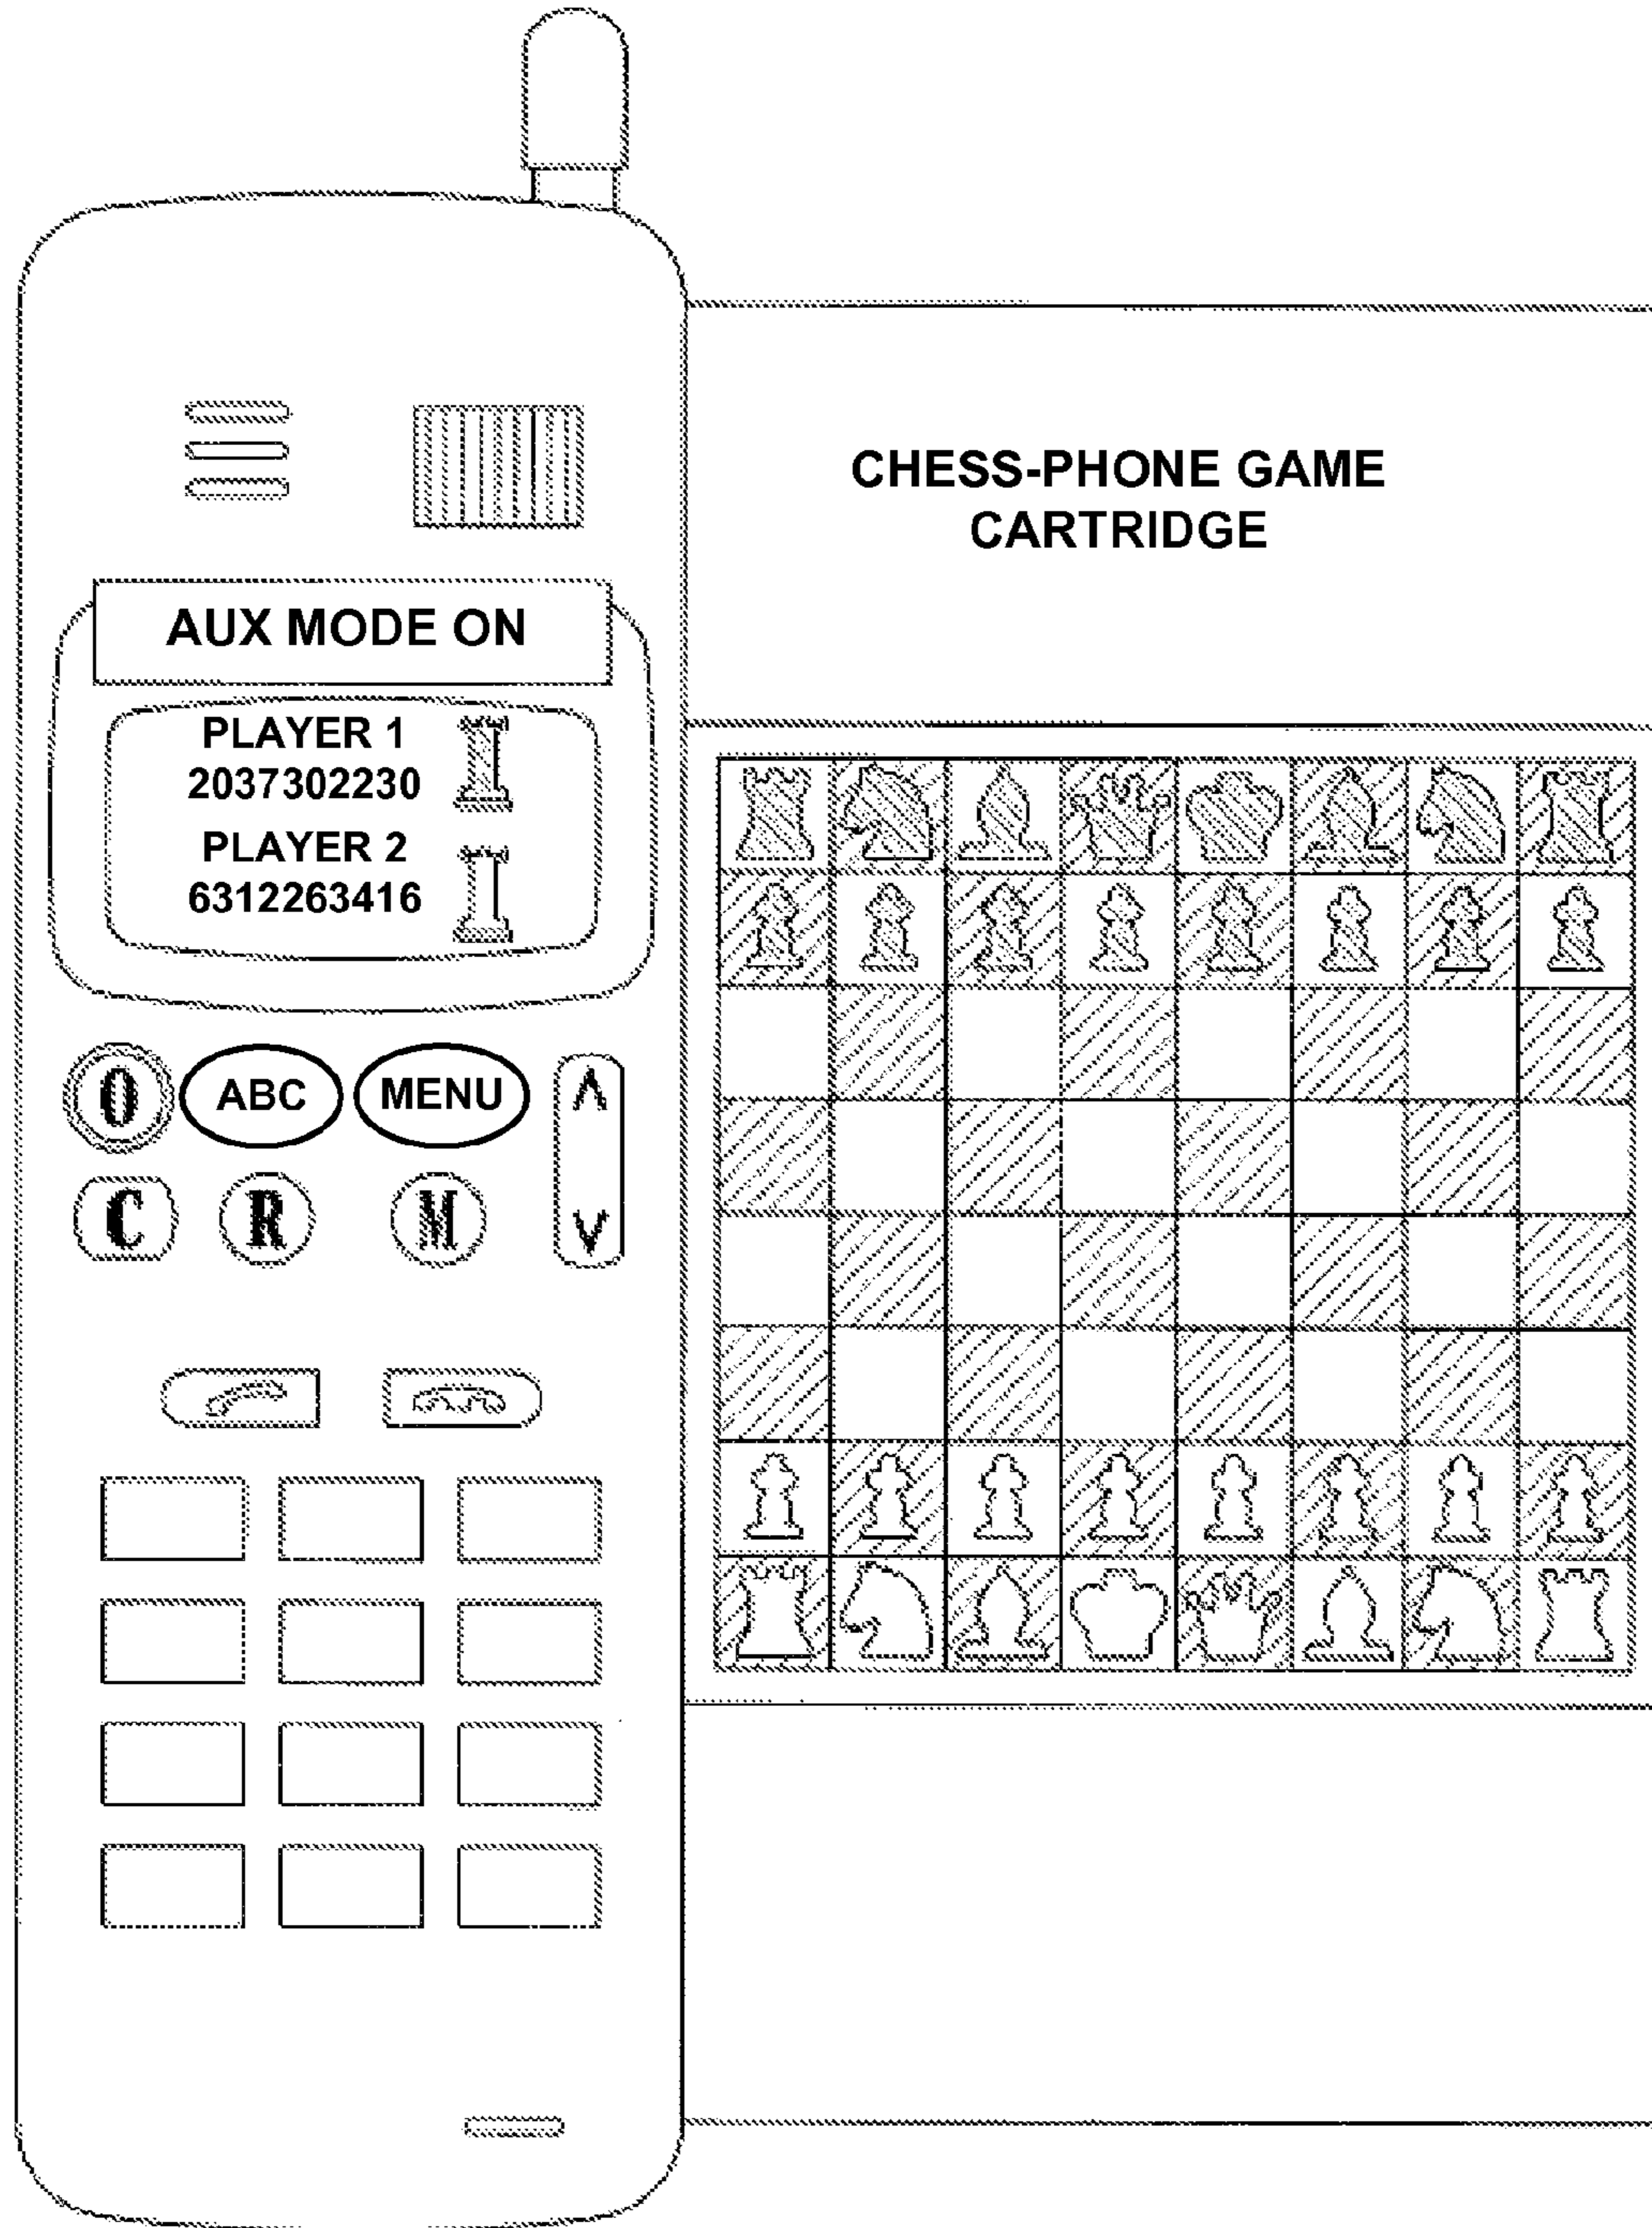 CHESS-PHONE GAME
CARTRIDGE
AUX MODE ON
PLAYER 1
2037302230
PLAYER 2
6312263416
O ABC MENU
C R M